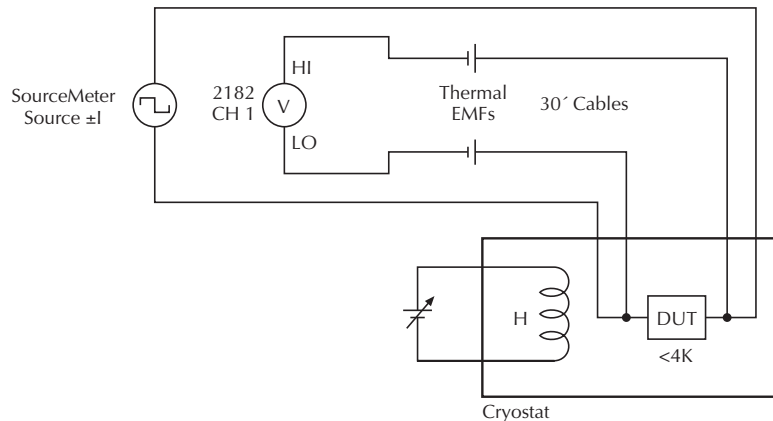 SourceMeter
Source ±I
2182
CH 1
HI
V
LO
Thermal
EMFs
30´ Cables
H
DUT
<4K
Cryostat